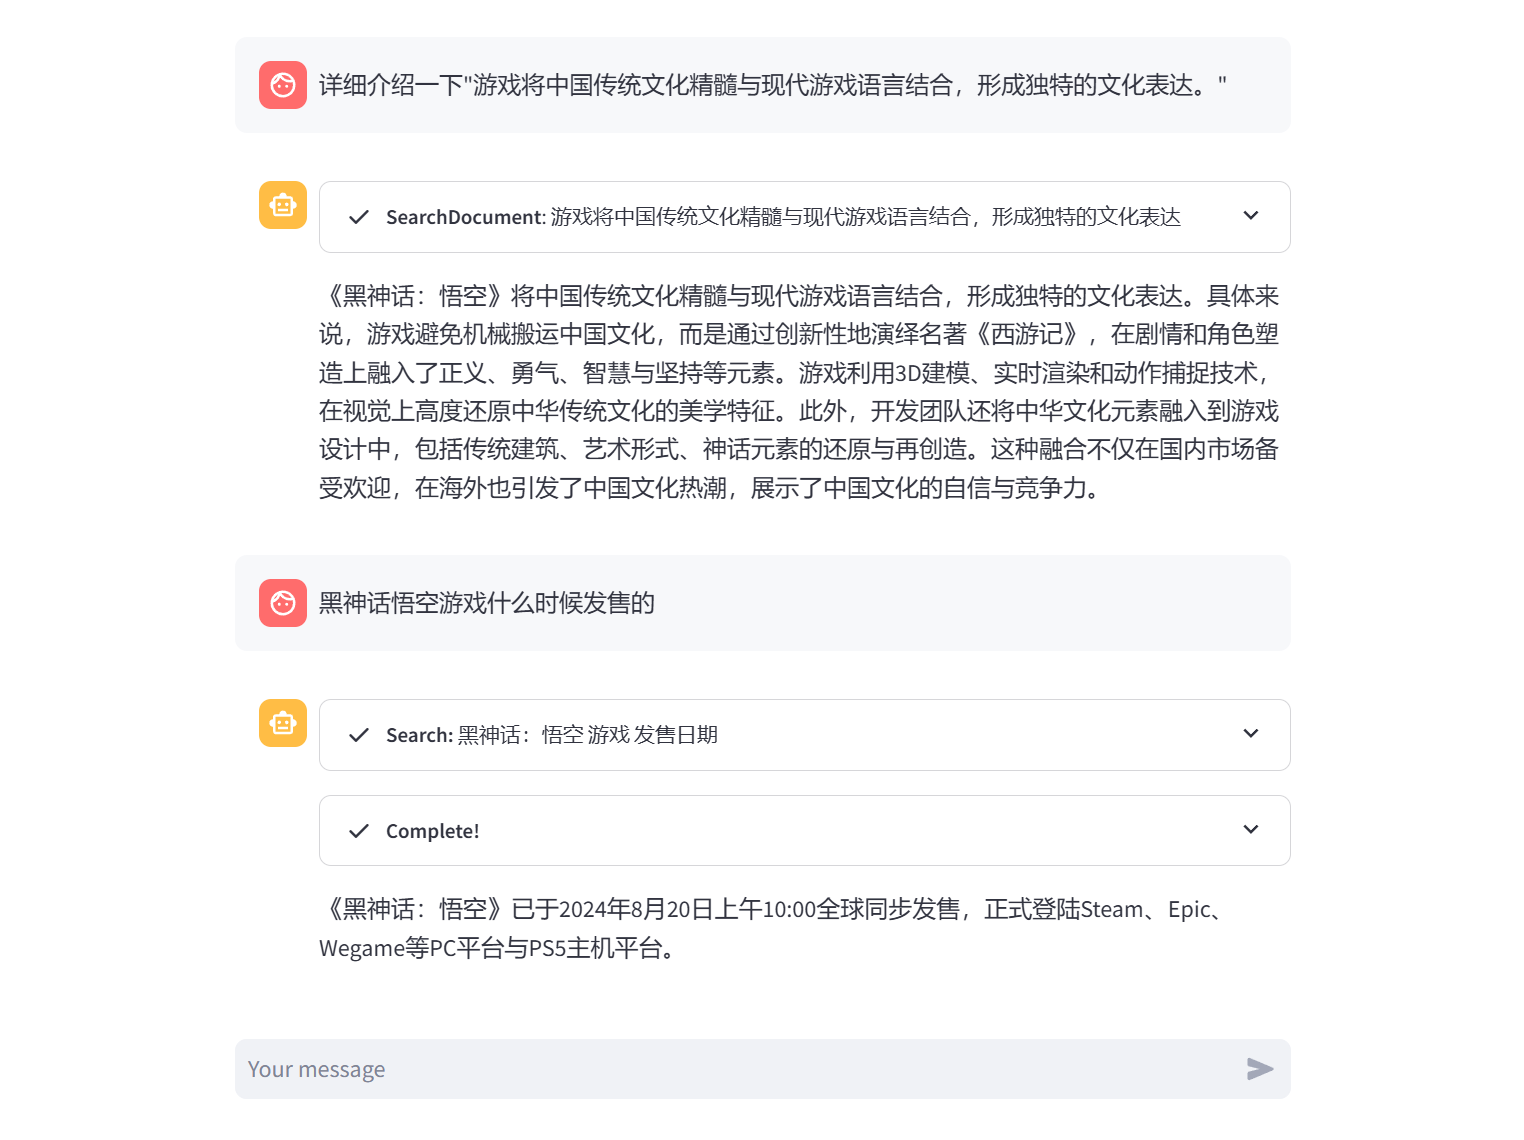 详细介绍一下"游戏将中国传统文化精髓与现代游戏语言结合，形成独特的文化表达。"
SearchDocument: 游戏将中国传统文化精髓与现代游戏语言结合，形成独特的文化表达
《黑神话：悟空》将中国传统文化精髓与现代游戏语言结合，形成独特的文化表达。具体来
说，游戏避免机械搬运中国文化，而是通过创新性地演绎名著《西游记》，在剧情和角色塑
造上融入了正义、勇气、智慧与坚持等元素。游戏利用3D建模、实时渲染和动作捕捉技术，
在视觉上高度还原中华传统文化的美学特征。此外，开发团队还将中华文化元素融入到游戏
设计中，包括传统建筑、艺术形式、神话元素的还原与再创造。这种融合不仅在国内市场备
受欢迎，在海外也引发了中国文化热潮，展示了中国文化的自信与竞争力。
黑神话悟空游戏什么时候发售的
Search: 黑神话：悟空 游戏 发售日期
Complete!
《黑神话：悟空》已于2024年8月20日上午10:00全球同步发售，正式登陆Steam、Epic、
Wegame等PC平台与PS5主机平台。
Your message